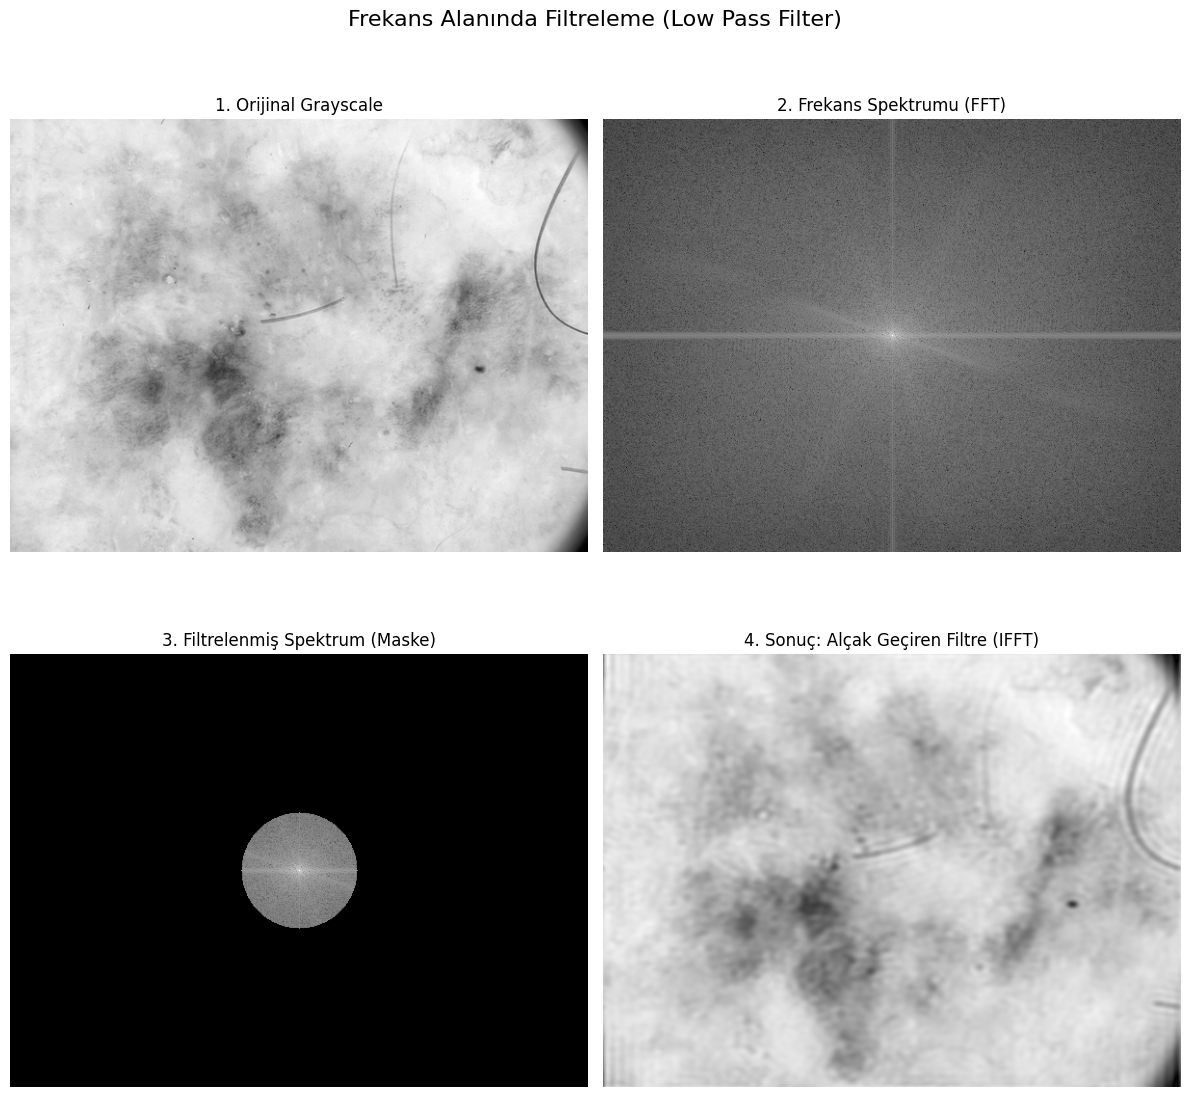 Frekans Alanında Filtreleme (Low Pass Filter)
1. Orijinal Grayscale
2. Frekans Spektrumu (FFT)
3. Filtrelenmiş Spektrum (Maske)
4. Sonuç: Alçak Geçiren Filtre (IFFT)